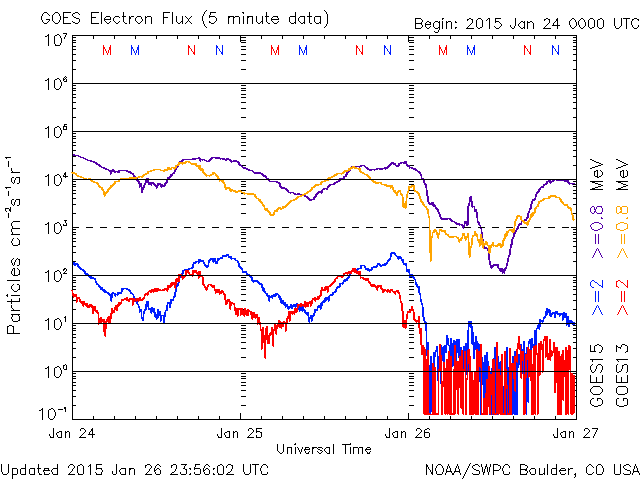 GOES Electron Flux (5 minute data)
Begin: 2015 Jan 24 0000 UTC
M M N N M M N N M M N N
10⁷
10⁶
10⁵
10⁴
10³
10²
10¹
10⁰
10⁻¹
Particles cm⁻²s⁻¹sr⁻¹
Jan 24 Jan 25 Jan 26 Jan 27
Universal Time
GOES15 >=2 >=0.8 MeV
GOES13 >=2 >=0.8 MeV
Updated 2015 Jan 26 23:56:02 UTC
NOAA/SWPC Boulder, CO USA